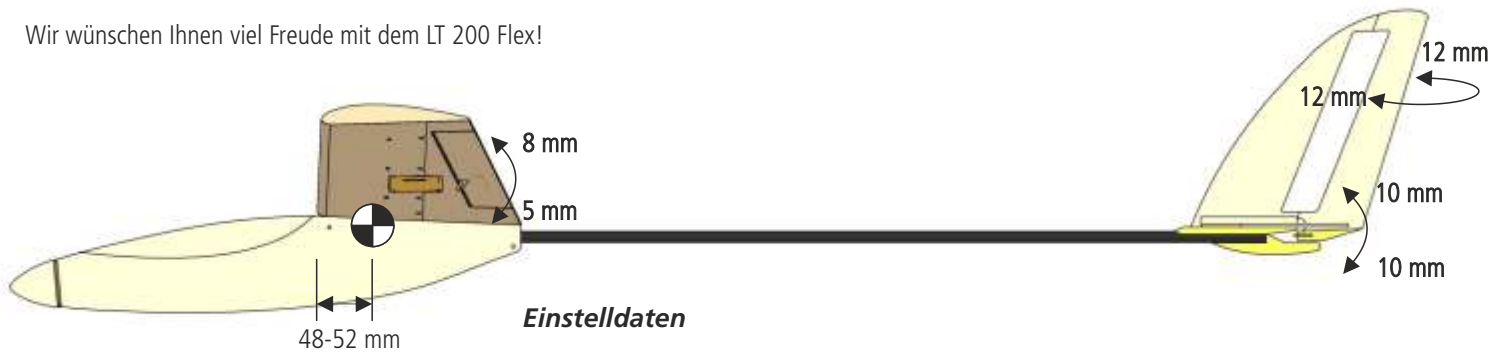 Wir wünschen Ihnen viel Freude mit dem LT 200 Flex!
12 mm
12 mm
8 mm
5 mm
10 mm
10 mm
Einstelldaten
48-52 mm